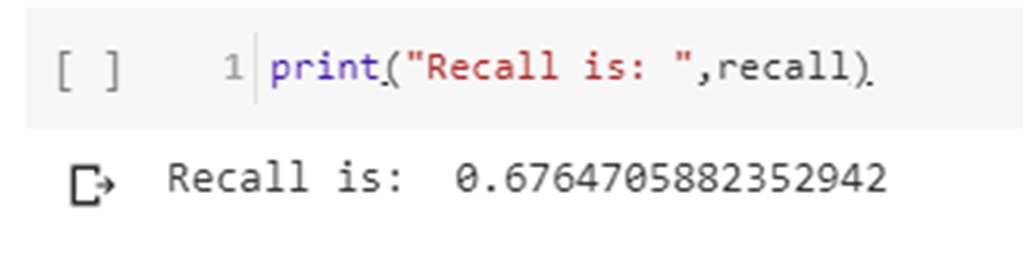 [ ] 1 print("Recall is: ",recall)
Recall is:  0.6764705882352942